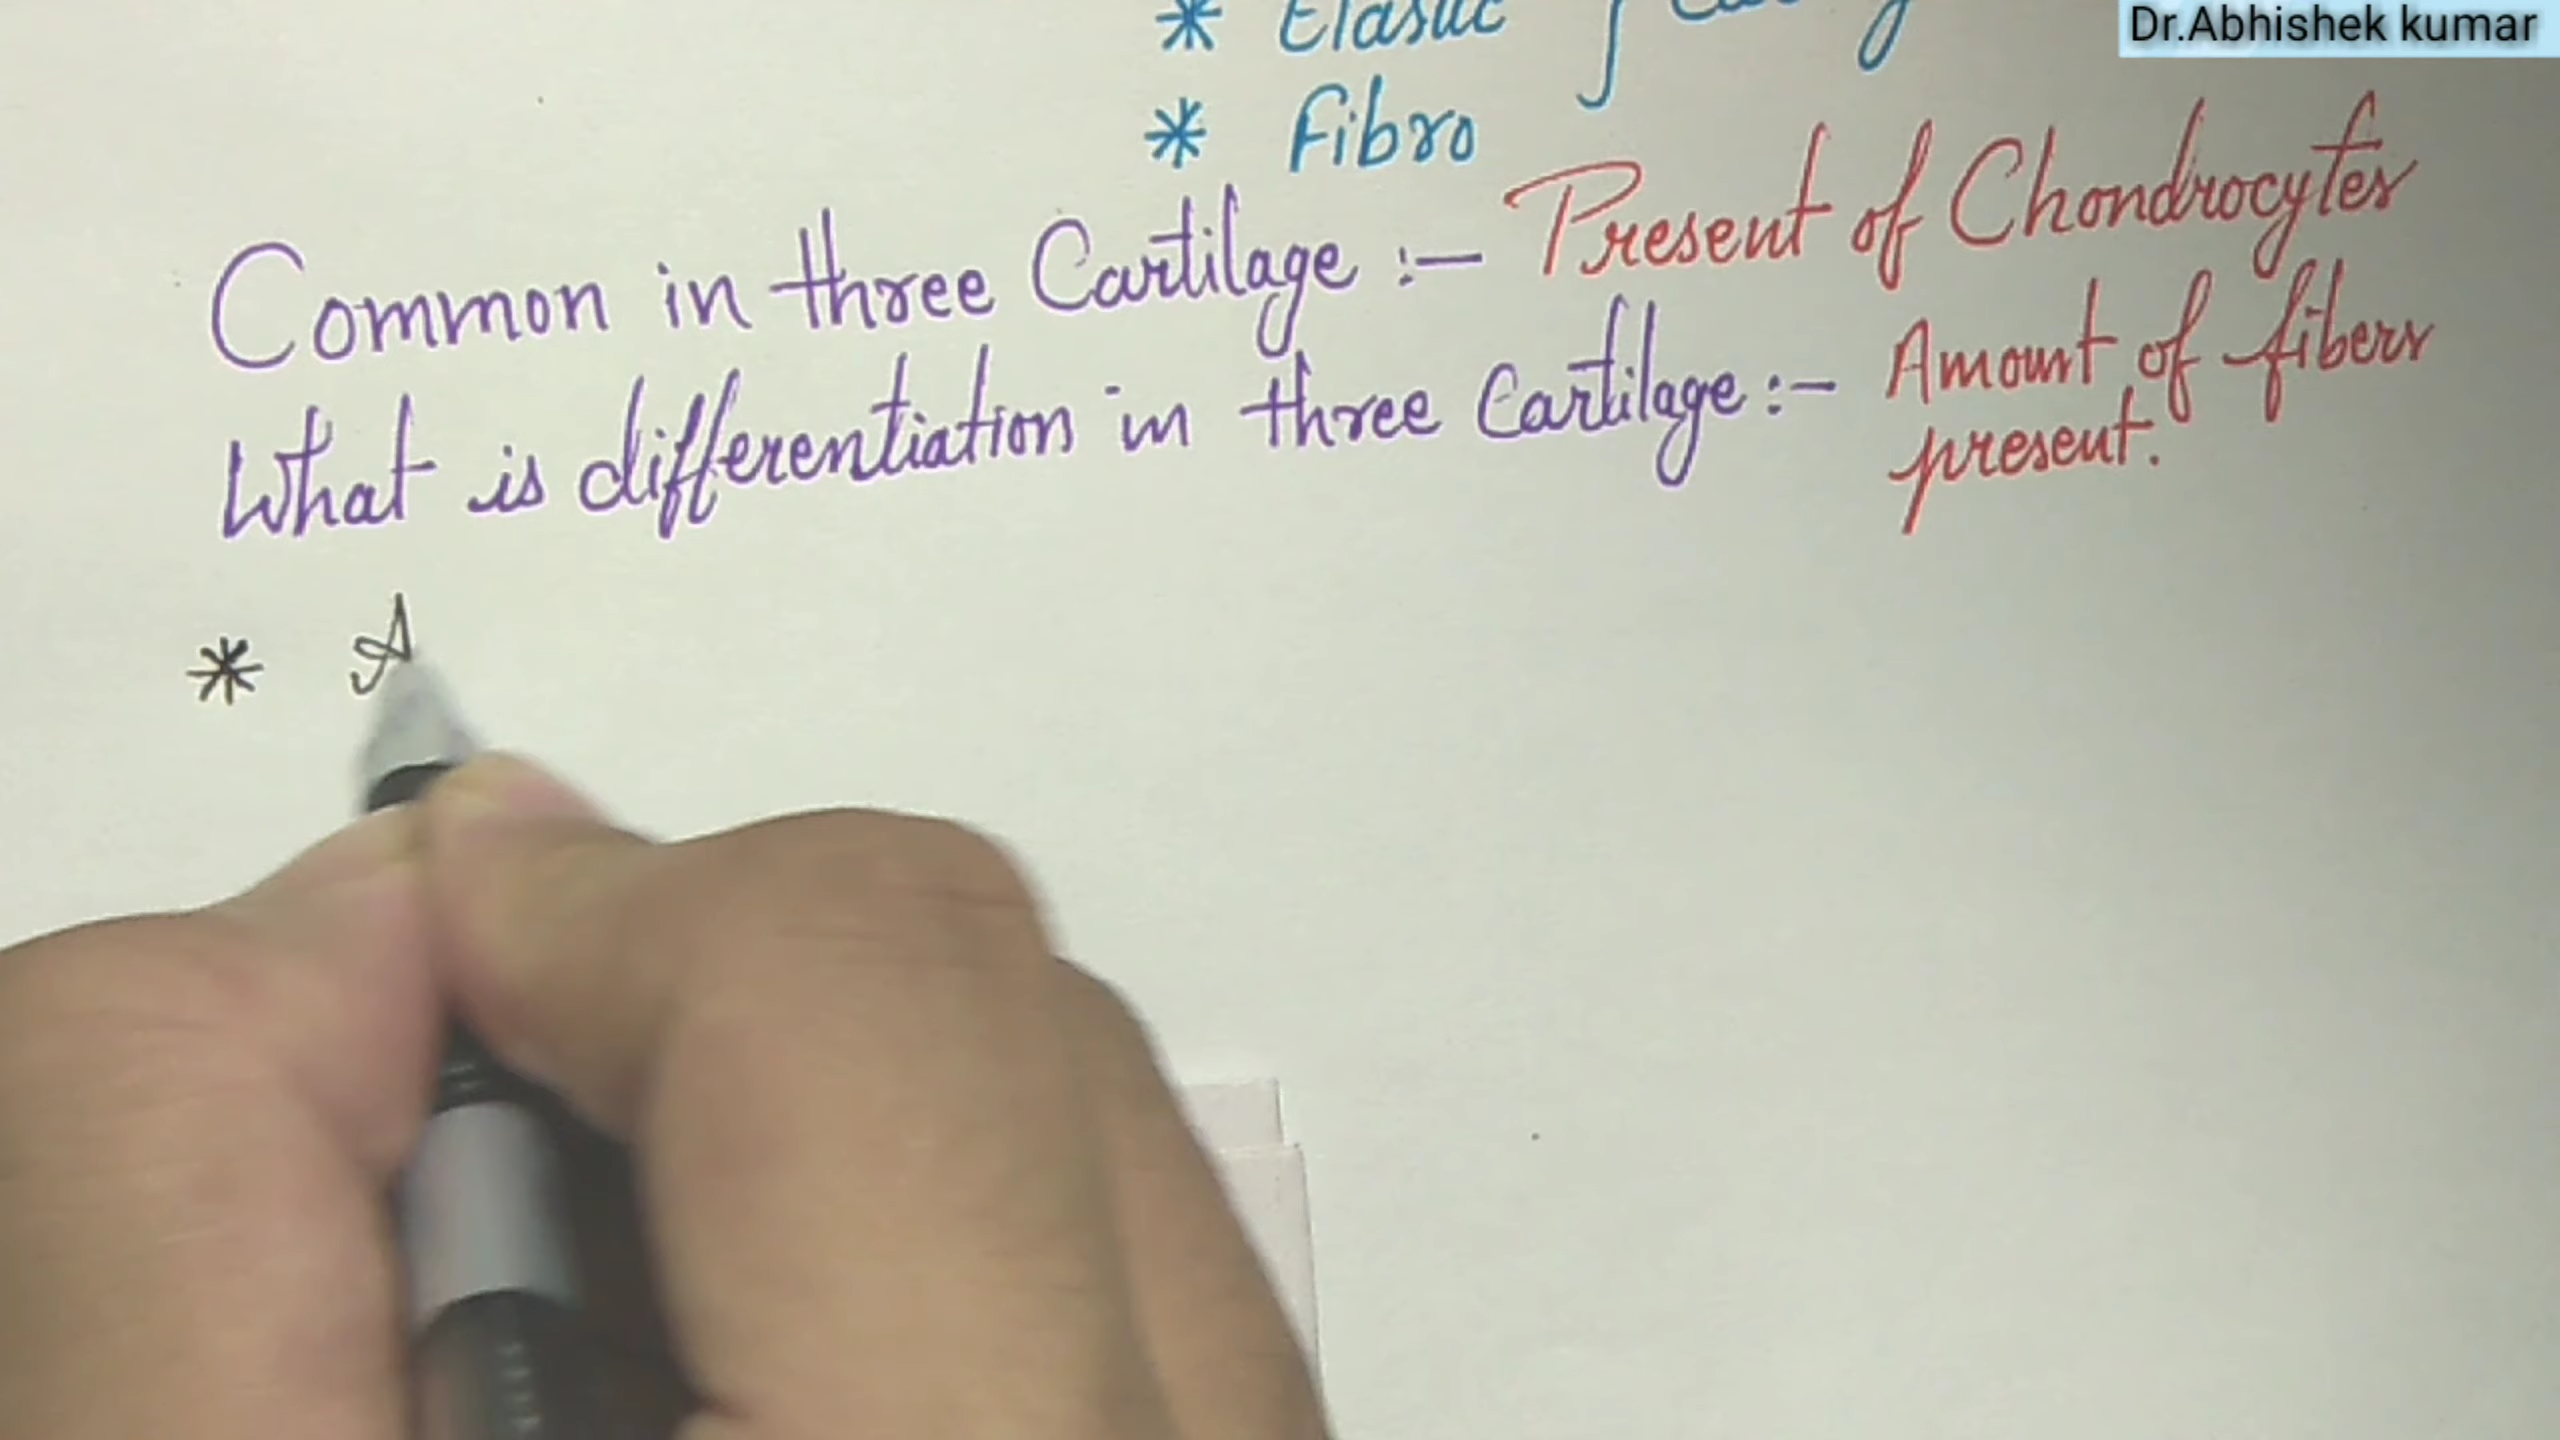 Dr.Abhishek kumar
* Elastic
* Fibro
Common in three Cartilage :- Present of Chondrocytes
What is differentiation in three Cartilage :- Amount of fibers
present.
* A